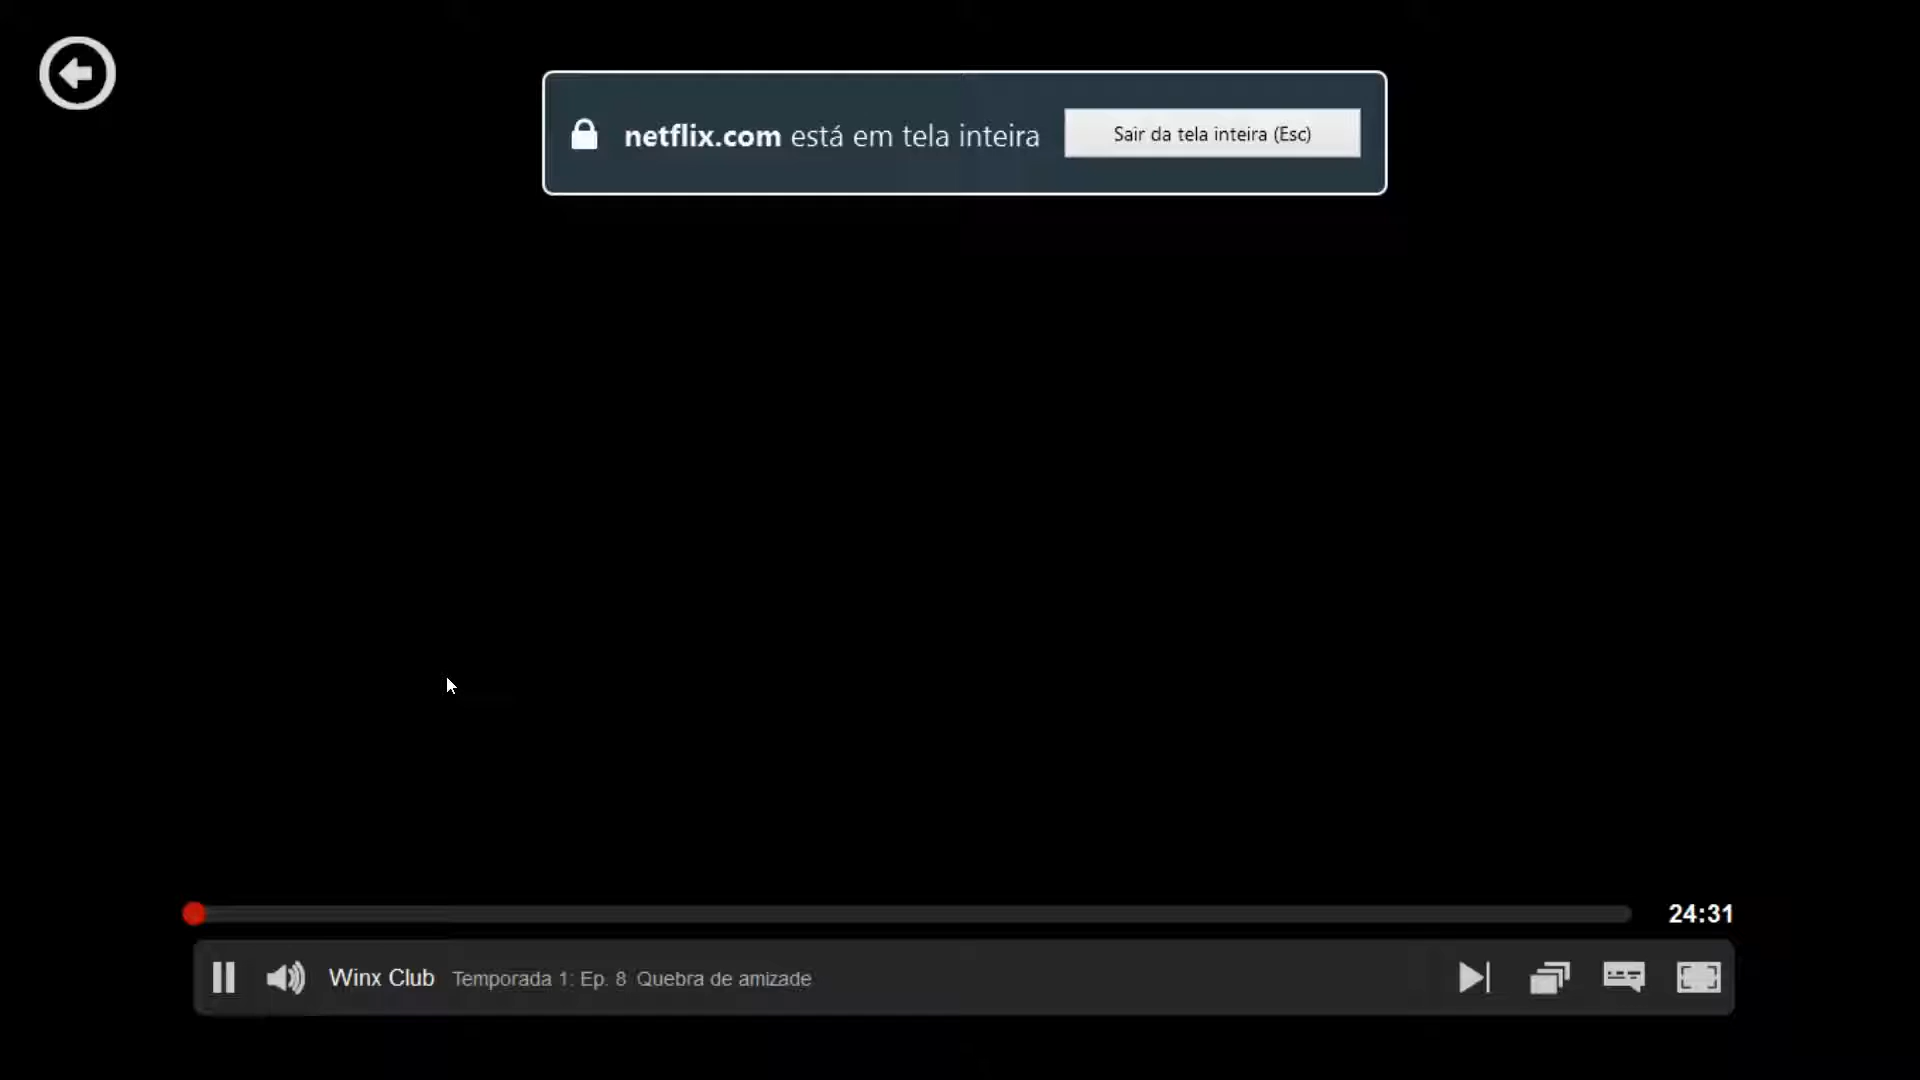 netflix.com está em tela inteira
Sair da tela inteira (Esc)
24:31
Winx Club Temporada 1: Ep. 8 Quebra de amizade